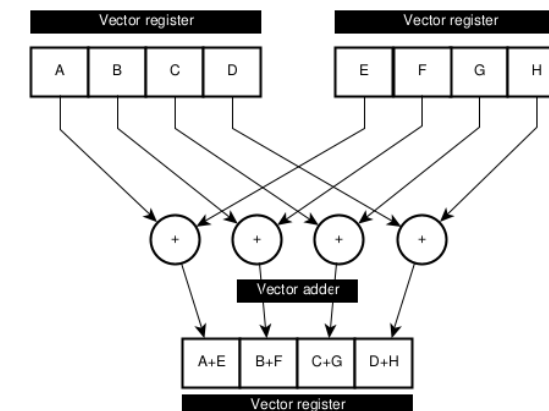 Vector register Vector register
A B C D E F G H
+ + + +
Vector adder
A+E B+F C+G D+H
Vector register